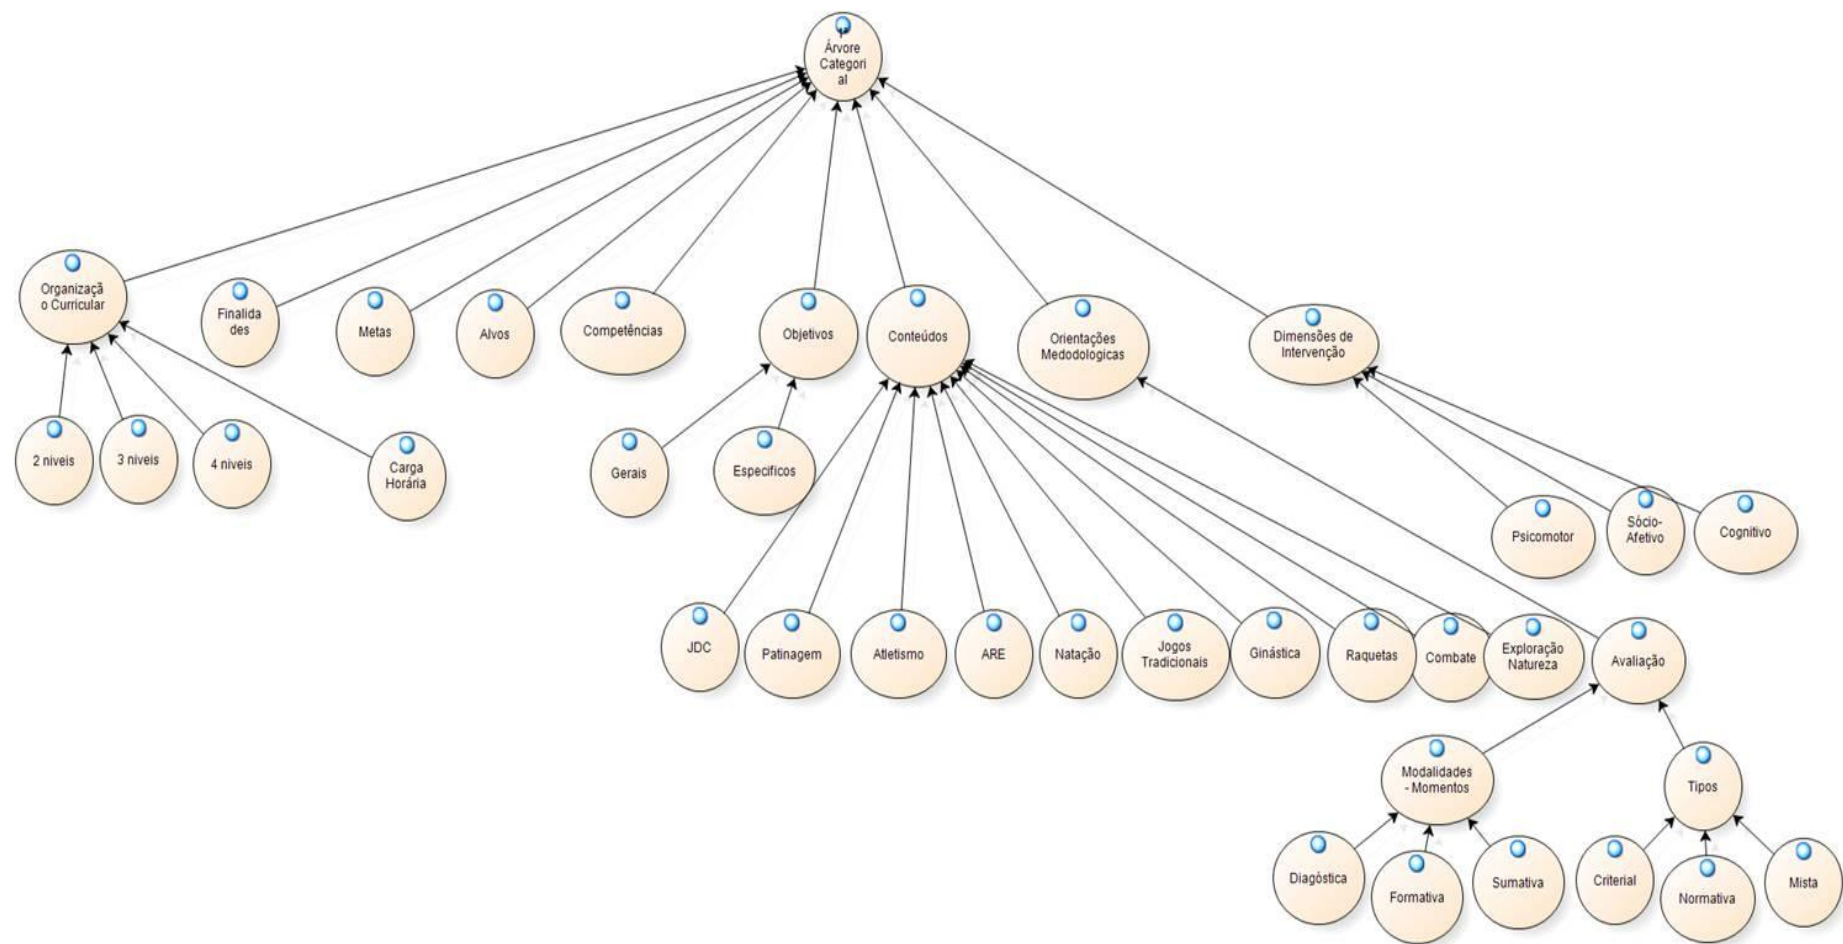 1ª
Árvore
Categori
al
Organizaçã
o Curricular
Finalida
des
Metas
Alvos
Competências
Objetivos
Conteúdos
Orientações
Medodologicas
Dimensões de
Intervenção
2 niveis
3 niveis
4 niveis
Carga
Horária
Gerais
Especificos
Psicomotor
Sócio-
Afetivo
Cognitivo
JDC
Patinagem
Atletismo
ARE
Natação
Jogos
Tradicionais
Ginástica
Raquetas
Combate
Exploração
Natureza
Avaliação
Modalidades
- Momentos
Tipos
Diagõstica
Formativa
Sumativa
Criterial
Normativa
Mista